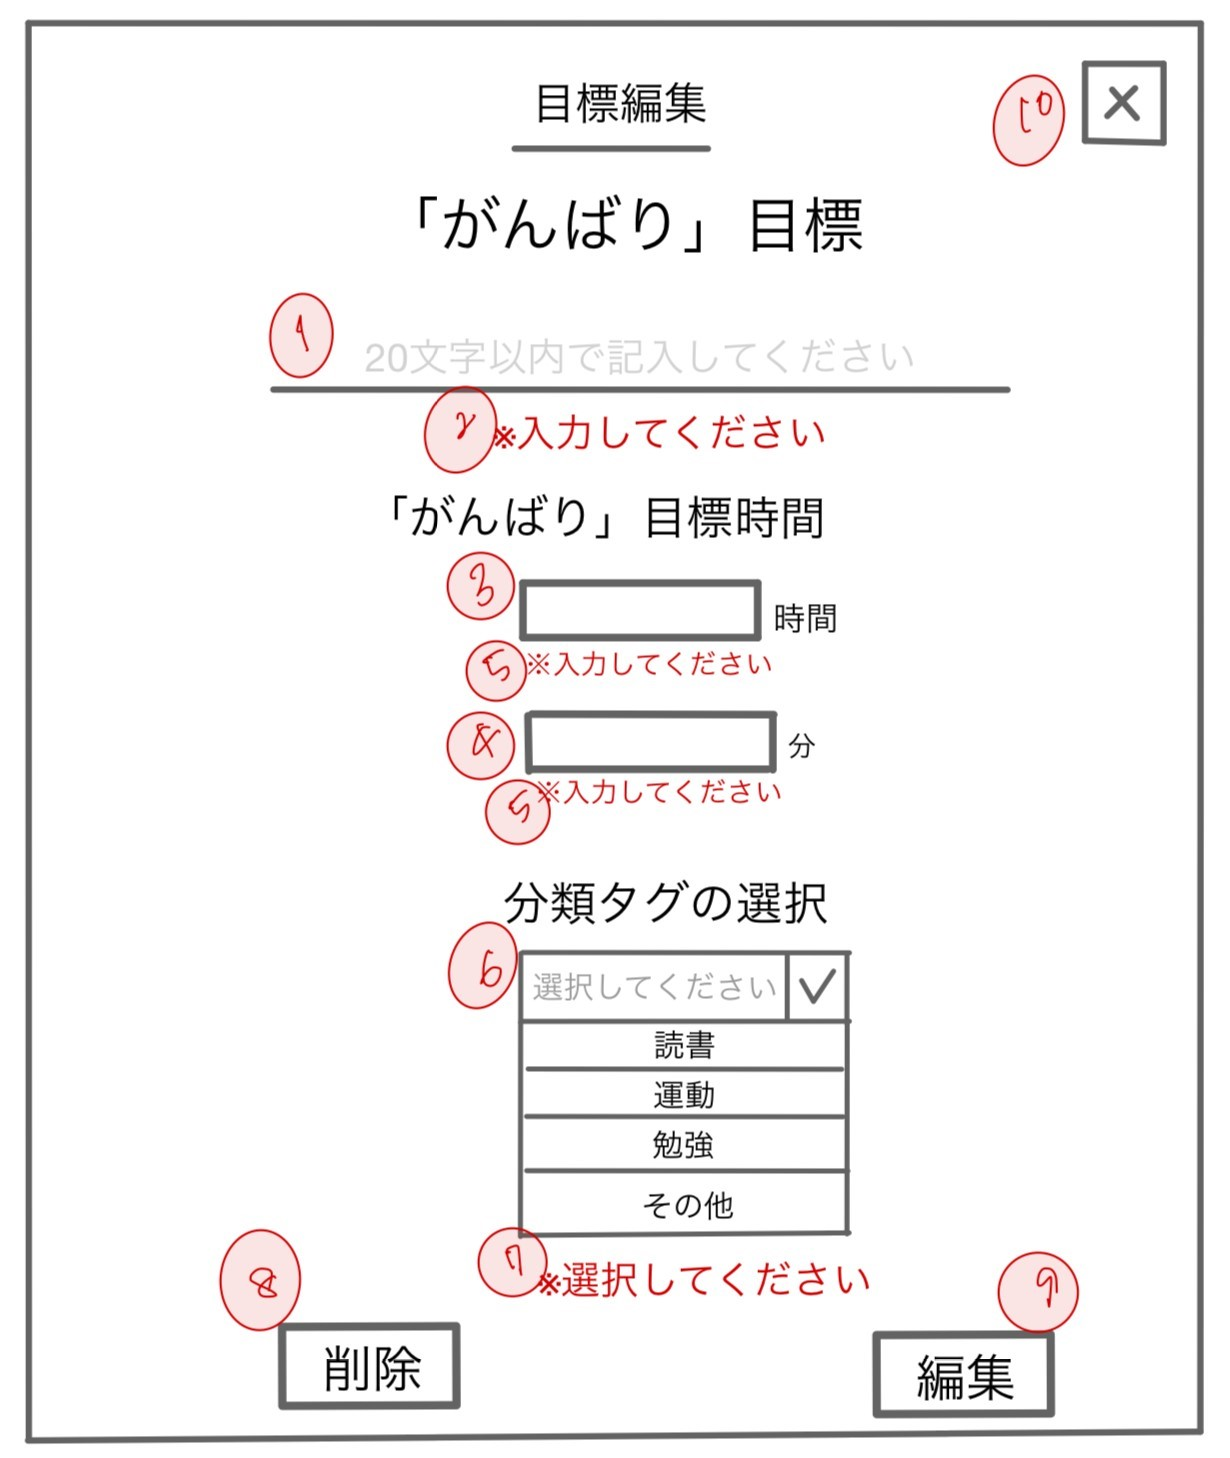 目標編集
10 ×
「がんばり」目標
1 20文字以内で記入してください
2 ※入力してください
「がんばり」目標時間
3 時間
5 ※入力してください
4 分
5 ※入力してください
分類タグの選択
6 選択してください
読書
運動
勉強
その他
7 ※選択してください
8 9
削除 編集